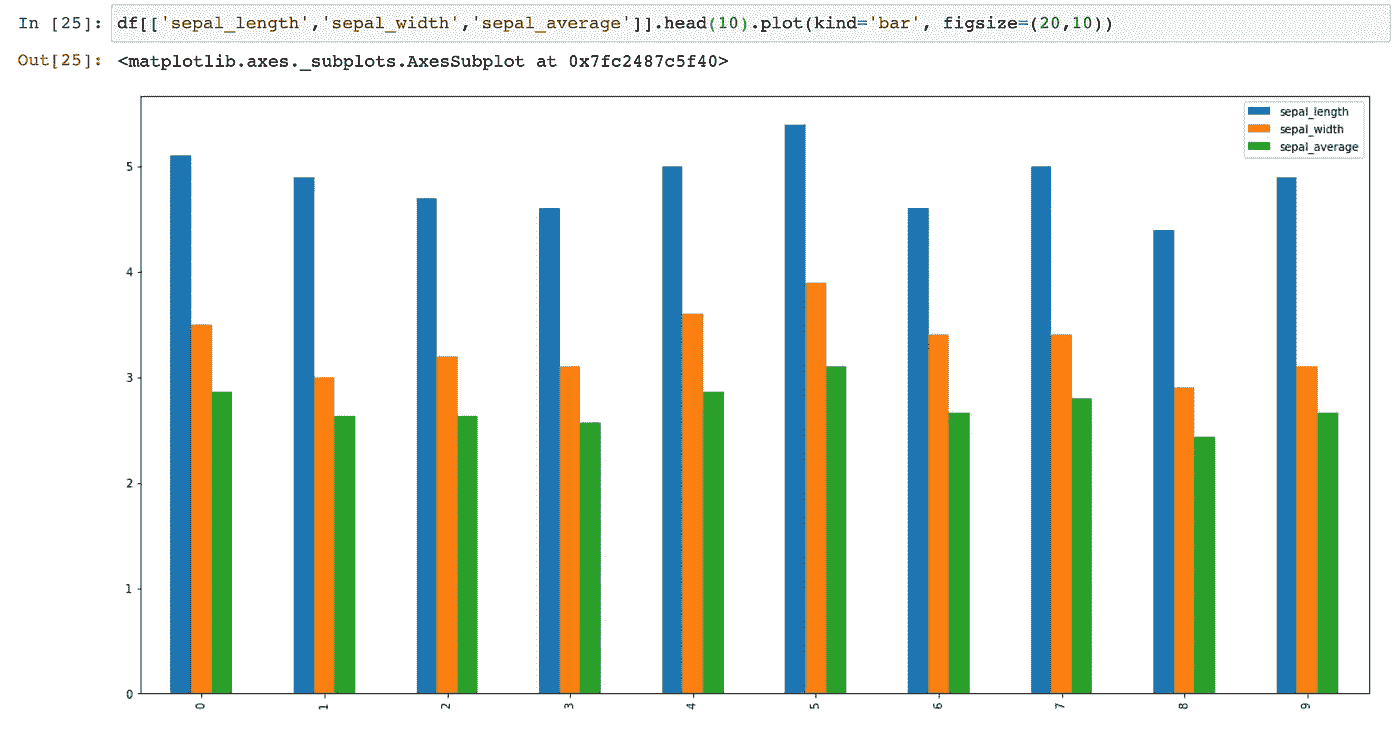 In [25]: df[['sepal_length','sepal_width','sepal_average']].head(10).plot(kind='bar', figsize=(20,10))
Out[25]: <matplotlib.axes._subplots.AxesSubplot at 0x7fc2487c5f40>
sepal_length
sepal_width
sepal_average
5
4
3
2
1
0
0 1 2 3 4 5 6 7 8 9